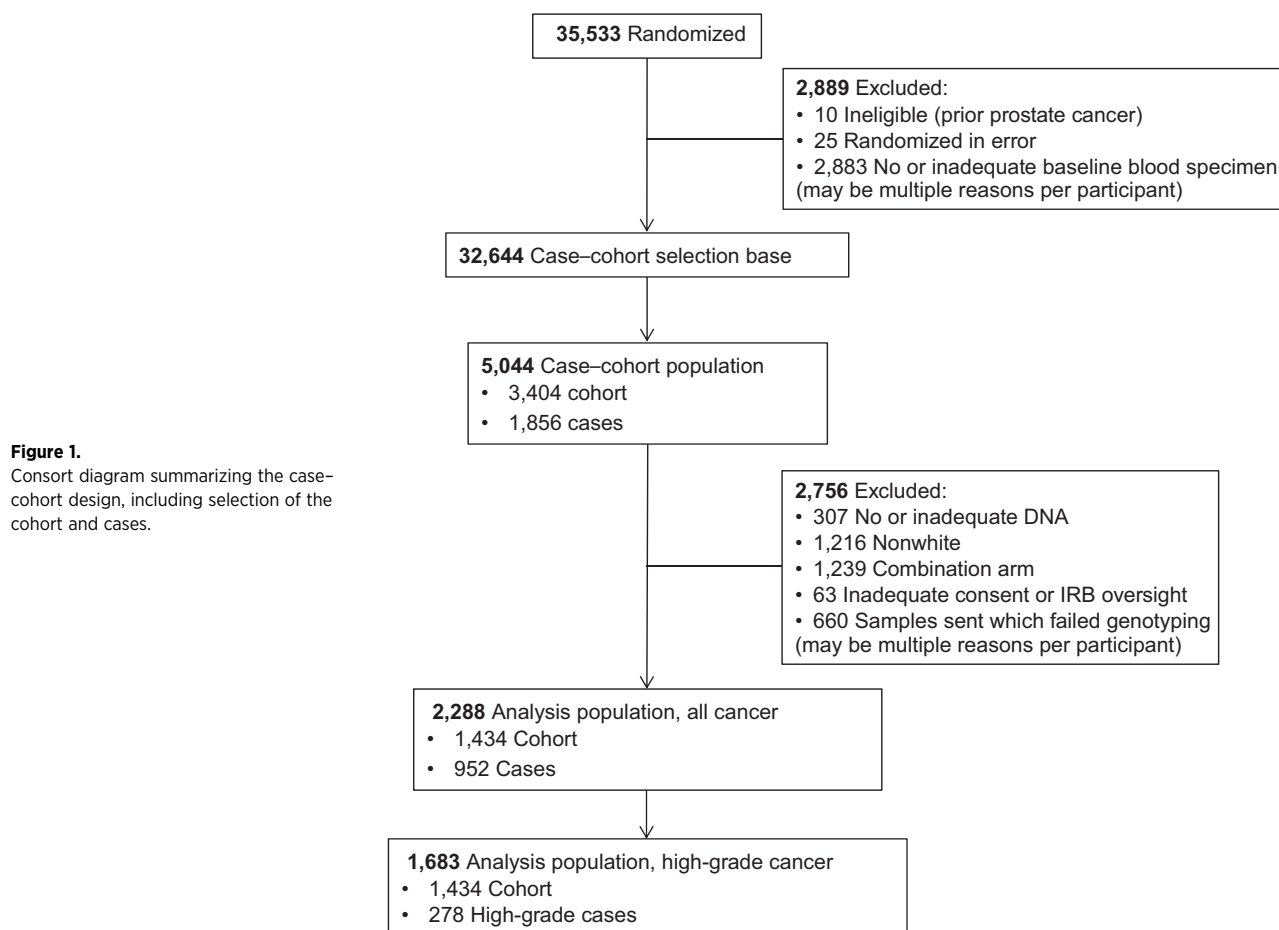 35,533 Randomized
2,889 Excluded:
• 10 Ineligible (prior prostate cancer)
• 25 Randomized in error
• 2,883 No or inadequate baseline blood specimen
(may be multiple reasons per participant)
32,644 Case–cohort selection base
5,044 Case–cohort population
• 3,404 cohort
• 1,856 cases
Figure 1.
Consort diagram summarizing the case–
cohort design, including selection of the
cohort and cases.
2,756 Excluded:
• 307 No or inadequate DNA
• 1,216 Nonwhite
• 1,239 Combination arm
• 63 Inadequate consent or IRB oversight
• 660 Samples sent which failed genotyping
(may be multiple reasons per participant)
2,288 Analysis population, all cancer
• 1,434 Cohort
• 952 Cases
1,683 Analysis population, high-grade cancer
• 1,434 Cohort
• 278 High-grade cases